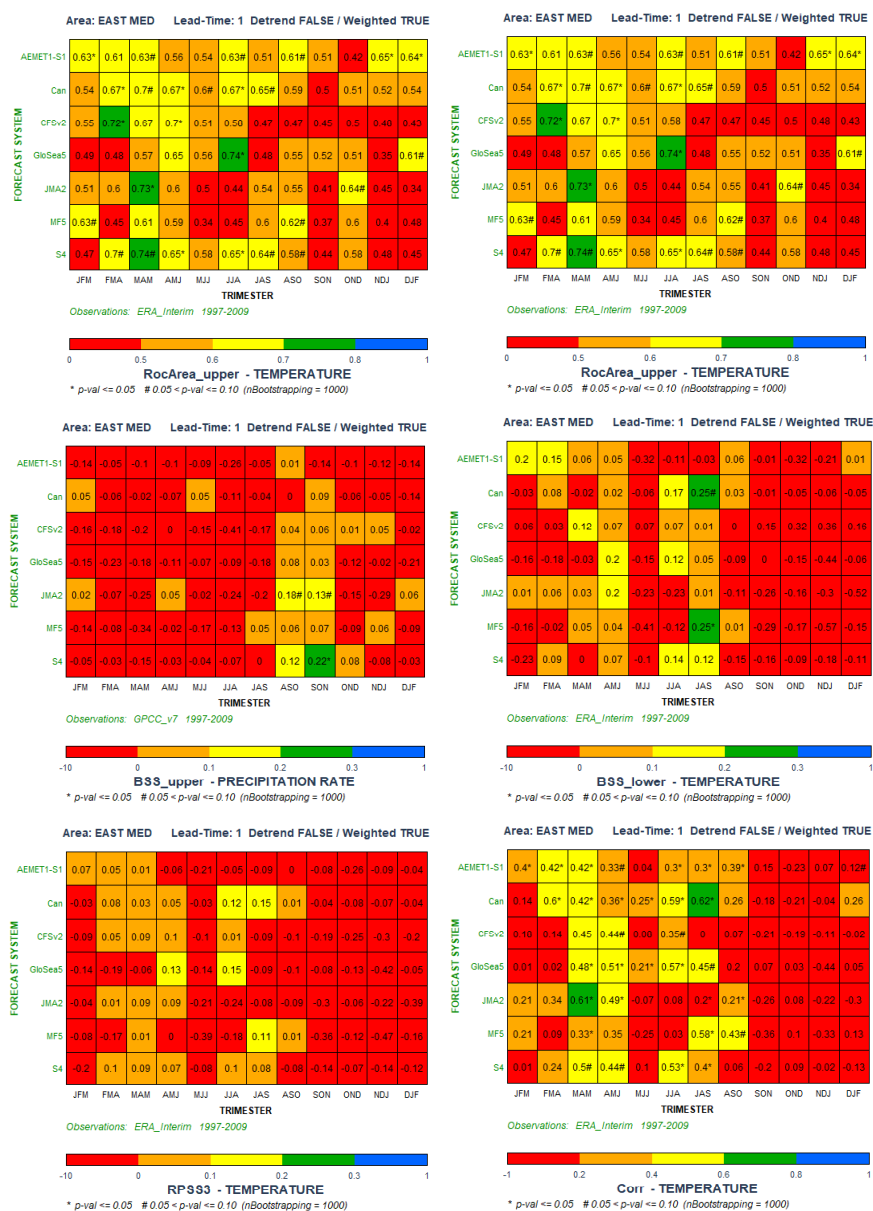 Area: EAST MED Lead-Time: 1 Detrend FALSE / Weighted TRUE
FORECAST SYSTEM
AEMET1-S1 0.63* 0.61 0.63# 0.56 0.54 0.63# 0.51 0.61# 0.51 0.42 0.65* 0.64*
Can 0.54 0.67* 0.7# 0.67* 0.6# 0.67* 0.65# 0.59 0.5 0.51 0.52 0.54
CFSv2 0.55 0.72* 0.67 0.7* 0.51 0.58 0.47 0.47 0.45 0.5 0.48 0.43
GloSea5 0.49 0.48 0.57 0.65 0.56 0.74* 0.48 0.55 0.52 0.51 0.35 0.61#
JMA2 0.51 0.6 0.73* 0.6 0.5 0.44 0.54 0.55 0.41 0.64# 0.45 0.34
MF5 0.63# 0.45 0.61 0.59 0.34 0.45 0.6 0.62# 0.37 0.6 0.4 0.48
S4 0.47 0.7# 0.74# 0.65* 0.58 0.65* 0.64# 0.58# 0.44 0.58 0.48 0.45
JFM FMA MAM AMJ MJJ JJA JAS ASO SON OND NDJ DJF
TRIMESTER
Observations: ERA_Interim 1997-2009
0 0.5 0.6 0.7 0.8 1
RocArea_upper - TEMPERATURE
* p-val <= 0.05 # 0.05 < p-val <= 0.10 (nBootstrapping = 1000)
Area: EAST MED Lead-Time: 1 Detrend FALSE / Weighted TRUE
FORECAST SYSTEM
AEMET1-S1 0.63* 0.61 0.63# 0.56 0.54 0.63# 0.51 0.61# 0.51 0.42 0.65* 0.64*
Can 0.54 0.67* 0.7# 0.67* 0.6# 0.67* 0.65# 0.59 0.5 0.51 0.52 0.54
CFSv2 0.55 0.72* 0.67 0.7* 0.51 0.58 0.47 0.47 0.45 0.5 0.48 0.43
GloSea5 0.49 0.48 0.57 0.65 0.56 0.74* 0.48 0.55 0.52 0.51 0.35 0.61#
JMA2 0.51 0.6 0.73* 0.6 0.5 0.44 0.54 0.55 0.41 0.64# 0.45 0.34
MF5 0.63# 0.45 0.61 0.59 0.34 0.45 0.6 0.62# 0.37 0.6 0.4 0.48
S4 0.47 0.7# 0.74# 0.65* 0.58 0.65* 0.64# 0.58# 0.44 0.58 0.48 0.45
JFM FMA MAM AMJ MJJ JJA JAS ASO SON OND NDJ DJF
TRIMESTER
Observations: ERA_Interim 1997-2009
0 0.5 0.6 0.7 0.8 1
RocArea_upper - TEMPERATURE
* p-val <= 0.05 # 0.05 < p-val <= 0.10 (nBootstrapping = 1000)
Area: EAST MED Lead-Time: 1 Detrend FALSE / Weighted TRUE
FORECAST SYSTEM
AEMET1-S1 -0.14 -0.05 -0.1 -0.1 -0.09 -0.26 -0.05 0.01 -0.14 -0.1 -0.12 -0.14
Can 0.05 -0.06 -0.02 -0.07 0.05 -0.11 -0.04 0 0.09 -0.06 -0.05 -0.14
CFSv2 -0.16 -0.18 -0.2 0 -0.15 -0.41 -0.17 0.04 0.06 0.01 0.05 -0.02
GloSea5 -0.15 -0.23 -0.18 -0.11 -0.07 -0.09 -0.18 0.08 0.03 -0.12 -0.02 -0.21
JMA2 0.02 -0.07 -0.25 0.05 -0.02 -0.24 -0.2 0.18# 0.13# -0.15 -0.29 0.06
MF5 -0.14 -0.08 -0.34 -0.02 -0.17 -0.13 0.05 0.06 0.07 -0.09 0.06 -0.09
S4 -0.05 -0.03 -0.15 -0.03 -0.04 -0.07 0 0.12 0.22* 0.08 -0.08 -0.03
JFM FMA MAM AMJ MJJ JJA JAS ASO SON OND NDJ DJF
TRIMESTER
Observations: GPCC_v7 1997-2009
-10 0 0.1 0.2 0.3 1
BSS_upper - PRECIPITATION RATE
* p-val <= 0.05 # 0.05 < p-val <= 0.10 (nBootstrapping = 1000)
Area: EAST MED Lead-Time: 1 Detrend FALSE / Weighted TRUE
FORECAST SYSTEM
AEMET1-S1 0.2 0.15 0.06 0.05 -0.32 -0.11 -0.03 0.06 -0.01 -0.32 -0.21 0.01
Can -0.03 0.08 -0.02 0.02 -0.06 0.17 0.25# 0.03 -0.01 -0.05 -0.06 -0.05
CFSv2 0.12 0.01 0
GloSea5 -0.16 -0.18 -0.03 0.2 -0.15 0.12 0.05 -0.09 0 -0.15 -0.44 -0.06
JMA2 0.01 0.06 0.03 0.2 -0.23 -0.23 0.01 -0.11 -0.26 -0.16 -0.3 -0.52
MF5 -0.16 -0.02 0.05 0.04 -0.41 -0.12 0.25* 0.01 -0.29 -0.17 -0.57 -0.15
S4 -0.23 0.09 0 0.07 -0.1 0.14 0.12 -0.15 -0.16 -0.09 -0.18 -0.11
JFM FMA MAM AMJ MJJ JJA JAS ASO SON OND NDJ DJF
TRIMESTER
Observations: ERA_Interim 1997-2009
-10 0 0.1 0.2 0.3 1
BSS_lower - TEMPERATURE
* p-val <= 0.05 # 0.05 < p-val <= 0.10 (nBootstrapping = 1000)
Area: EAST MED Lead-Time: 1 Detrend FALSE / Weighted TRUE
FORECAST SYSTEM
AEMET1-S1 0.07 0.05 0.01 -0.06 -0.21 -0.05 -0.09 0 -0.08 -0.26 -0.09 -0.04
Can -0.03 0.08 0.03 0.05 -0.03 0.12 0.15 0.01 -0.04 -0.08 -0.07 -0.04
CFSv2 -0.09 0.05 0.09 0.1 -0.1 0.01 -0.09 -0.1 -0.19 -0.25 -0.3 -0.2
GloSea5 -0.14 -0.19 -0.06 0.13 -0.14 0.15 -0.09 -0.1 -0.06 -0.13 -0.42 -0.05
JMA2 -0.04 0.01 0.09 0.09 -0.21 -0.24 -0.08 -0.09 -0.3 -0.06 -0.22 -0.39
MF5 -0.08 -0.17 0.01 0 -0.39 -0.18 0.11 0.01 -0.36 -0.12 -0.47 -0.16
S4 -0.2 0.1 0.09 0.07 -0.08 0.1 0.08 -0.08 -0.14 -0.07 -0.14 -0.12
JFM FMA MAM AMJ MJJ JJA JAS ASO SON OND NDJ DJF
TRIMESTER
Observations: ERA_Interim 1997-2009
-10 0 0.1 0.2 0.3 1
RPSS3 - TEMPERATURE
* p-val <= 0.05 # 0.05 < p-val <= 0.10 (nBootstrapping = 1000)
Area: EAST MED Lead-Time: 1 Detrend FALSE / Weighted TRUE
FORECAST SYSTEM
AEMET1-S1 0.4* 0.42* 0.42* 0.33# 0.04 0.3* 0.3* 0.39* 0.15 -0.23 0.07 0.12#
Can 0.14 0.6* 0.42* 0.36* 0.25* 0.59* 0.62* 0.26 -0.18 -0.21 -0.04 0.26
CFSv2 0.18 0.14 0.45 0.44# 0.08 0.35# 0 0.07 -0.21 -0.19 -0.11 -0.02
GloSea5 0.01 0.02 0.48* 0.51* 0.21* 0.57* 0.45# 0.2 0.07 0.03 -0.44 0.05
JMA2 0.21 0.34 0.61* 0.49* -0.07 0.08 0.2* 0.21* -0.26 0.08 -0.22 -0.3
MF5 0.21 0.09 0.33* 0.35 -0.25 0.03 0.58* 0.43# -0.36 0.1 -0.33 0.13
S4 0.01 0.24 0.5# 0.44# 0.1 0.53* 0.4* 0.06 -0.2 0.09 -0.02 -0.13
JFM FMA MAM AMJ MJJ JJA JAS ASO SON OND NDJ DJF
TRIMESTER
Observations: ERA_Interim 1997-2009
-1 0.2 0.4 0.6 0.8 1
Corr - TEMPERATURE
* p-val <= 0.05 # 0.05 < p-val <= 0.10 (nBootstrapping = 1000)